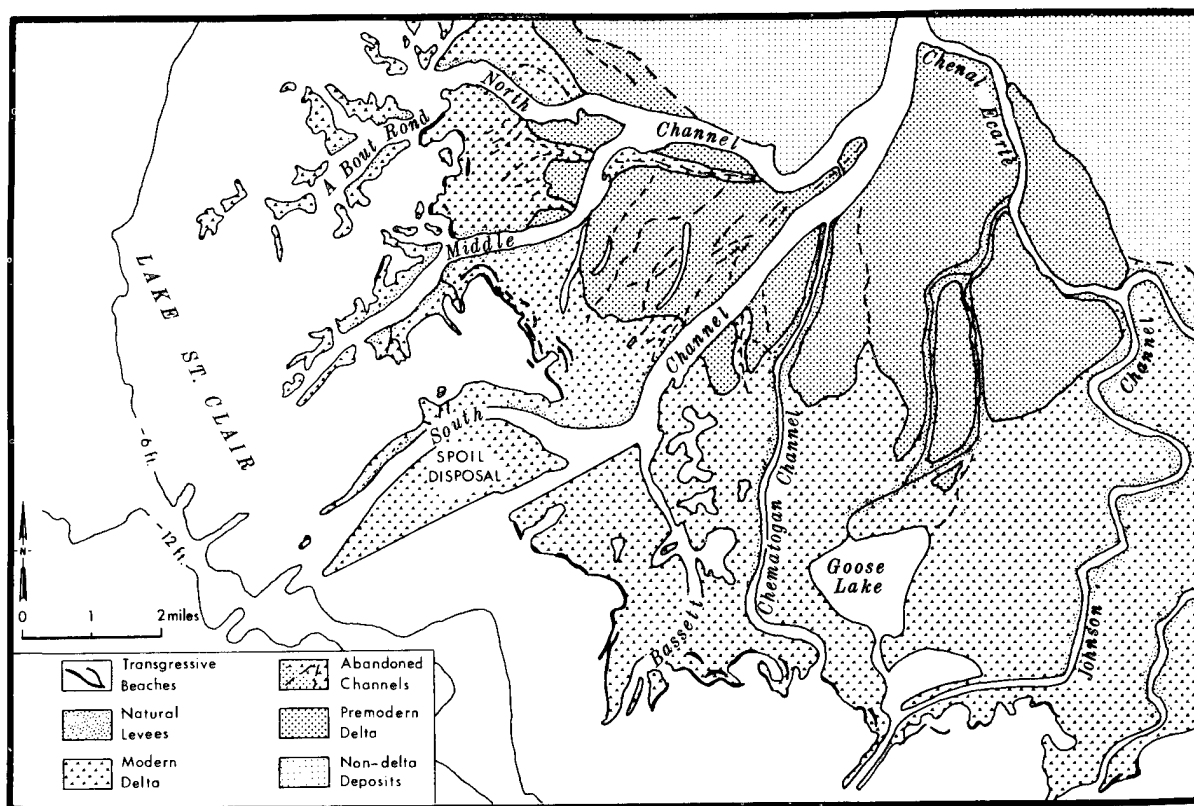 North
Channel
Chenal Ecarté
A Bout Rond
Middle
Channel
LAKE ST. CLAIR
Channel
South
SPOIL
DISPOSAL
Chematogan Channel
Goose
Lake
Johnson
Bassett
-6 ft.
-12 ft.
N
0 1 2 miles
Transgressive
Beaches
Abandoned
Channels
Natural
Levees
Premodern
Delta
Modern
Delta
Non-delta
Deposits